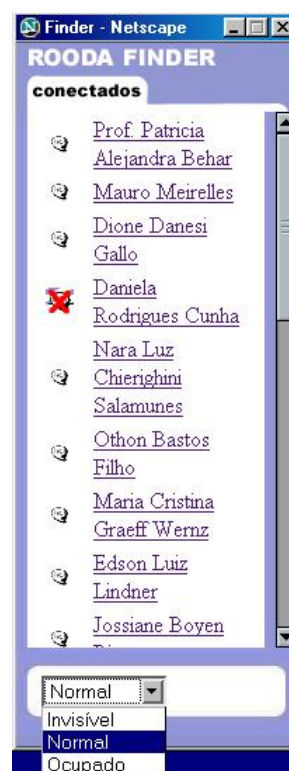 Finder - Netscape
ROODA FINDER
conectados
Prof. Patricia
Alejandra Behar
Mauro Meirelles
Dione Danesi
Gallo
Daniela
Rodrigues Cunha
Nara Luz
Chierighini
Salamunes
Othon Bastos
Filho
Maria Cristina
Graeff Wernz
Edson Luiz
Lindner
Jossiane Boyen
Normal
Invisível
Normal
Ocupado